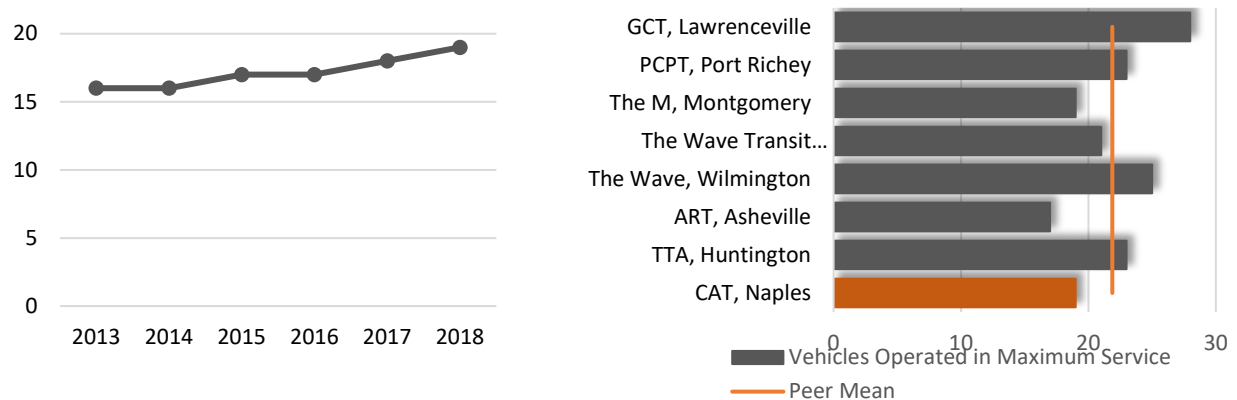 20
15
10
5
0
2013 2014 2015 2016 2017 2018
GCT, Lawrenceville
PCPT, Port Richey
The M, Montgomery
The Wave Transit...
The Wave, Wilmington
ART, Asheville
TTA, Huntington
CAT, Naples
0 10 20 30
Vehicles Operated in Maximum Service
Peer Mean